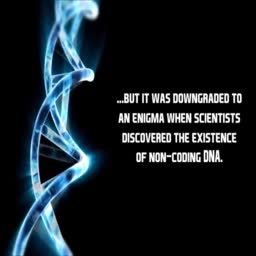 ...BUT IT WAS DOWNGRADED TO
AN ENIGMA WHEN SCIENTISTS
DISCOVERED THE EXISTENCE
OF NON-CODING DNA.